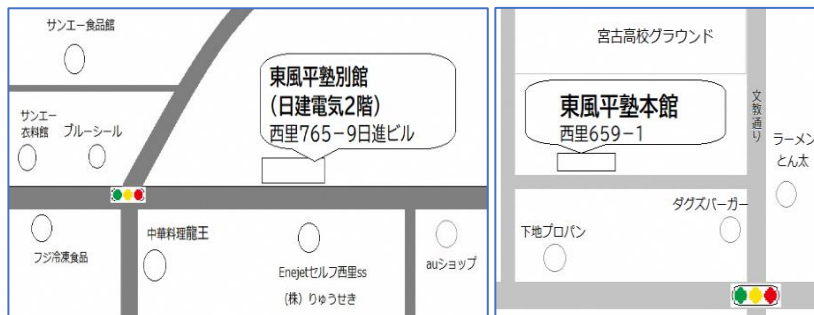 サンエー食品館
サンエー
衣料館
ブルーシール
東風平塾別館
(日建電気2階)
西里765-9日進ビル
フジ冷凍食品
中華料理龍王
Enejetセルフ西里ss
(株)りゅうせき
auショップ
宮古高校グラウンド
東風平塾本館
西里659-1
文教通り
ラーメン
とん太
ダグズバーガー
下地プロパン